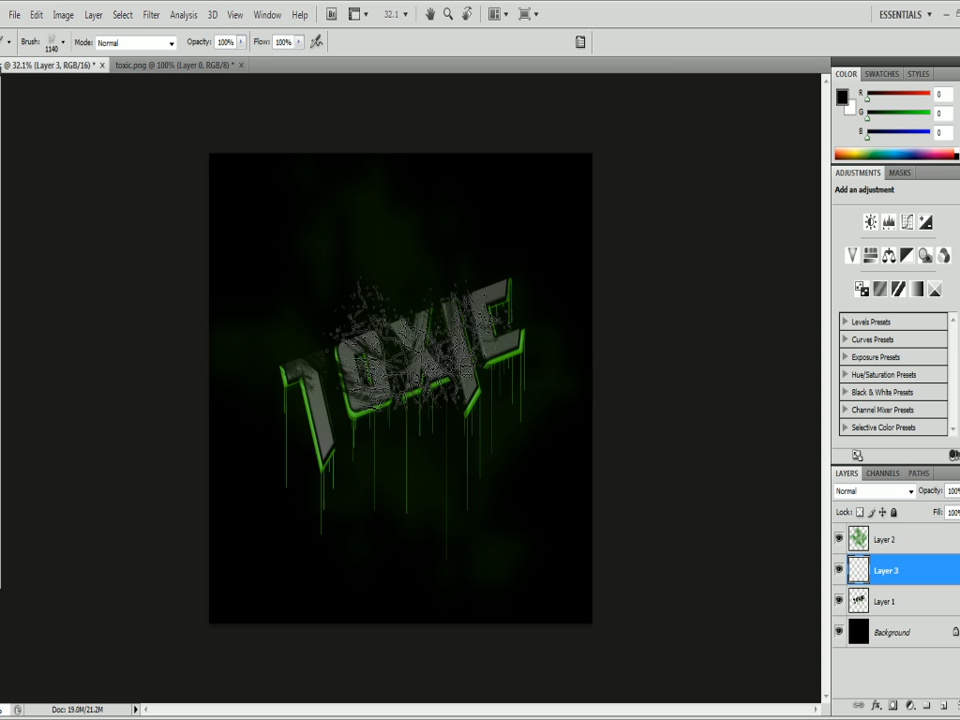 File Edit Image Layer Select Filter Analysis 3D View Window Help Br 32.1 ESSENTIALS
Brush: 1140 Mode: Normal Opacity: 100% Flow: 100%
@ 32.1% (Layer 3, RGB/16) * x toxic.png @ 100% (Layer 0, RGB/8) * x
COLOR SWATCHES STYLES
R 0
G 0
B 0
ADJUSTMENTS MASKS
Add an adjustment
Levels Presets
Curves Presets
Exposure Presets
Hue/Saturation Presets
Black & White Presets
Channel Mixer Presets
Selective Color Presets
LAYERS CHANNELS PATHS
Normal Opacity: 100%
Lock: Fill: 100%
Layer 2
Layer 3
Layer 1
Background
Doc: 19.0M/21.2M